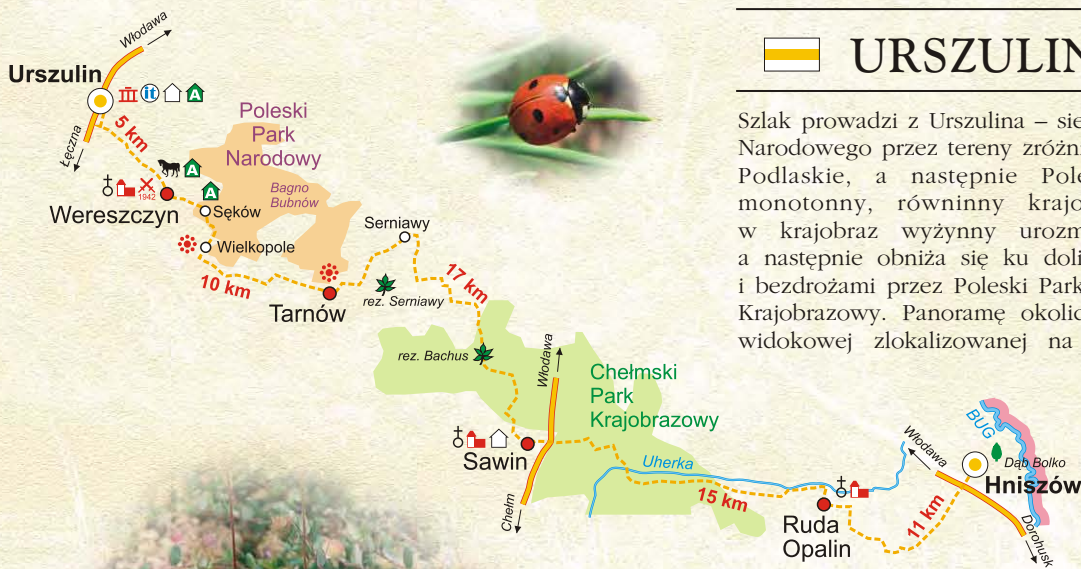 Włodawa
Urszulin
it
A
5 km
Łęczna
Poleski
Park
Narodowy
A
A
1942
Wereszczyn
Sęków
Bagno
Bubnów
Wielkopole
Serniawy
10 km
Tarnów
rez. Serniawy
17 km
rez. Bachus
Włodawa
Chełmski
Park
Krajobrazowy
Sawin
Chełm
Uherka
15 km
Ruda
Opalin
11 km
Włodawa
BUG
Dąb Bolko
Hniszów
Dorohusk
URSZULIN
Szlak prowadzi z Urszulina – sie
Narodowego przez tereny zróżni
Podlaskie, a następnie Pole
monotonny, równinny krajo
w krajobraz wyżynny urozm
a następnie obniża się ku doli
i bezdrożami przez Poleski Park
Krajobrazowy. Panoramę okolic
widokowej zlokalizowanej na